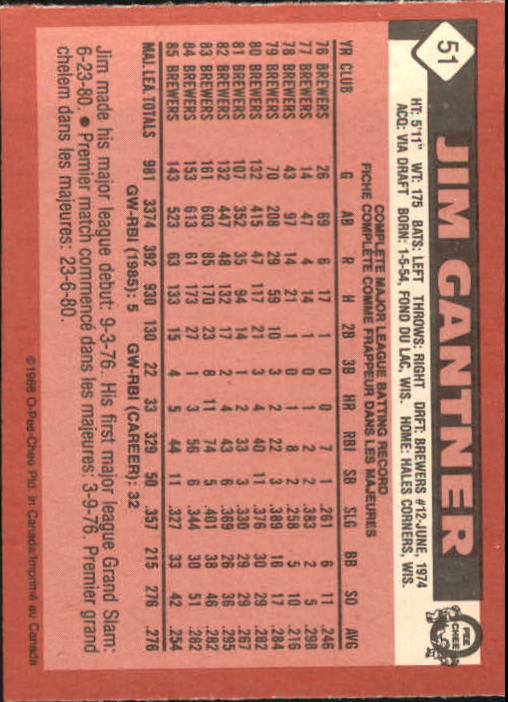 51
JIM GANTNER
HT: 5'11" WT: 175 BATS: LEFT THROWS: RIGHT DRFT: BREWERS #12-JUNE, 1974
ACQ: VIA DRAFT BORN: 1-5-54, FOND DU LAC, WIS. HOME: HALES CORNERS, WIS.
O PEE CHEE
COMPLETE MAJOR LEAGUE BATTING RECORD
FICHE COMPLÈTE COMME FRAPPEUR DANS LES MAJEURES
YR CLUB G AB R H 2B 3B HR RBI SB SLG BB SO AVG
76 BREWERS 26 69 6 17 1 0 0 7 1 .261 6 11 .246
77 BREWERS 14 47 4 14 1 0 1 2 2 .383 2 5 .298
78 BREWERS 43 97 14 21 1 0 1 8 2 .258 5 10 .216
79 BREWERS 70 208 29 59 10 3 2 22 3 .389 16 17 .284
80 BREWERS 132 415 47 117 21 3 4 40 11 .376 30 29 .282
81 BREWERS 107 352 35 94 14 1 2 33 3 .330 29 29 .267
82 BREWERS 132 447 48 132 17 2 4 43 6 .369 26 36 .295
83 BREWERS 161 603 85 170 23 8 11 74 5 .401 38 46 .282
84 BREWERS 153 613 61 173 27 1 3 56 6 .344 30 51 .282
85 BREWERS 143 523 63 133 15 4 5 44 11 .327 33 42 .254
MAJ. LEA. TOTALS 981 3374 392 930 130 22 33 329 50 .357 215 276 .276
GW-RBI (1985): 5 GW-RBI (CAREER): 32
Jim made his major league debut: 9-3-76. His first major league Grand Slam:
6-23-80. ● Premier match commencé dans les majeures: 3-9-76. Premier grand
chelem dans les majeures: 23-6-80.
©1986 O-Pee-Chee Ptd. in Canada/Imprimé au Canada